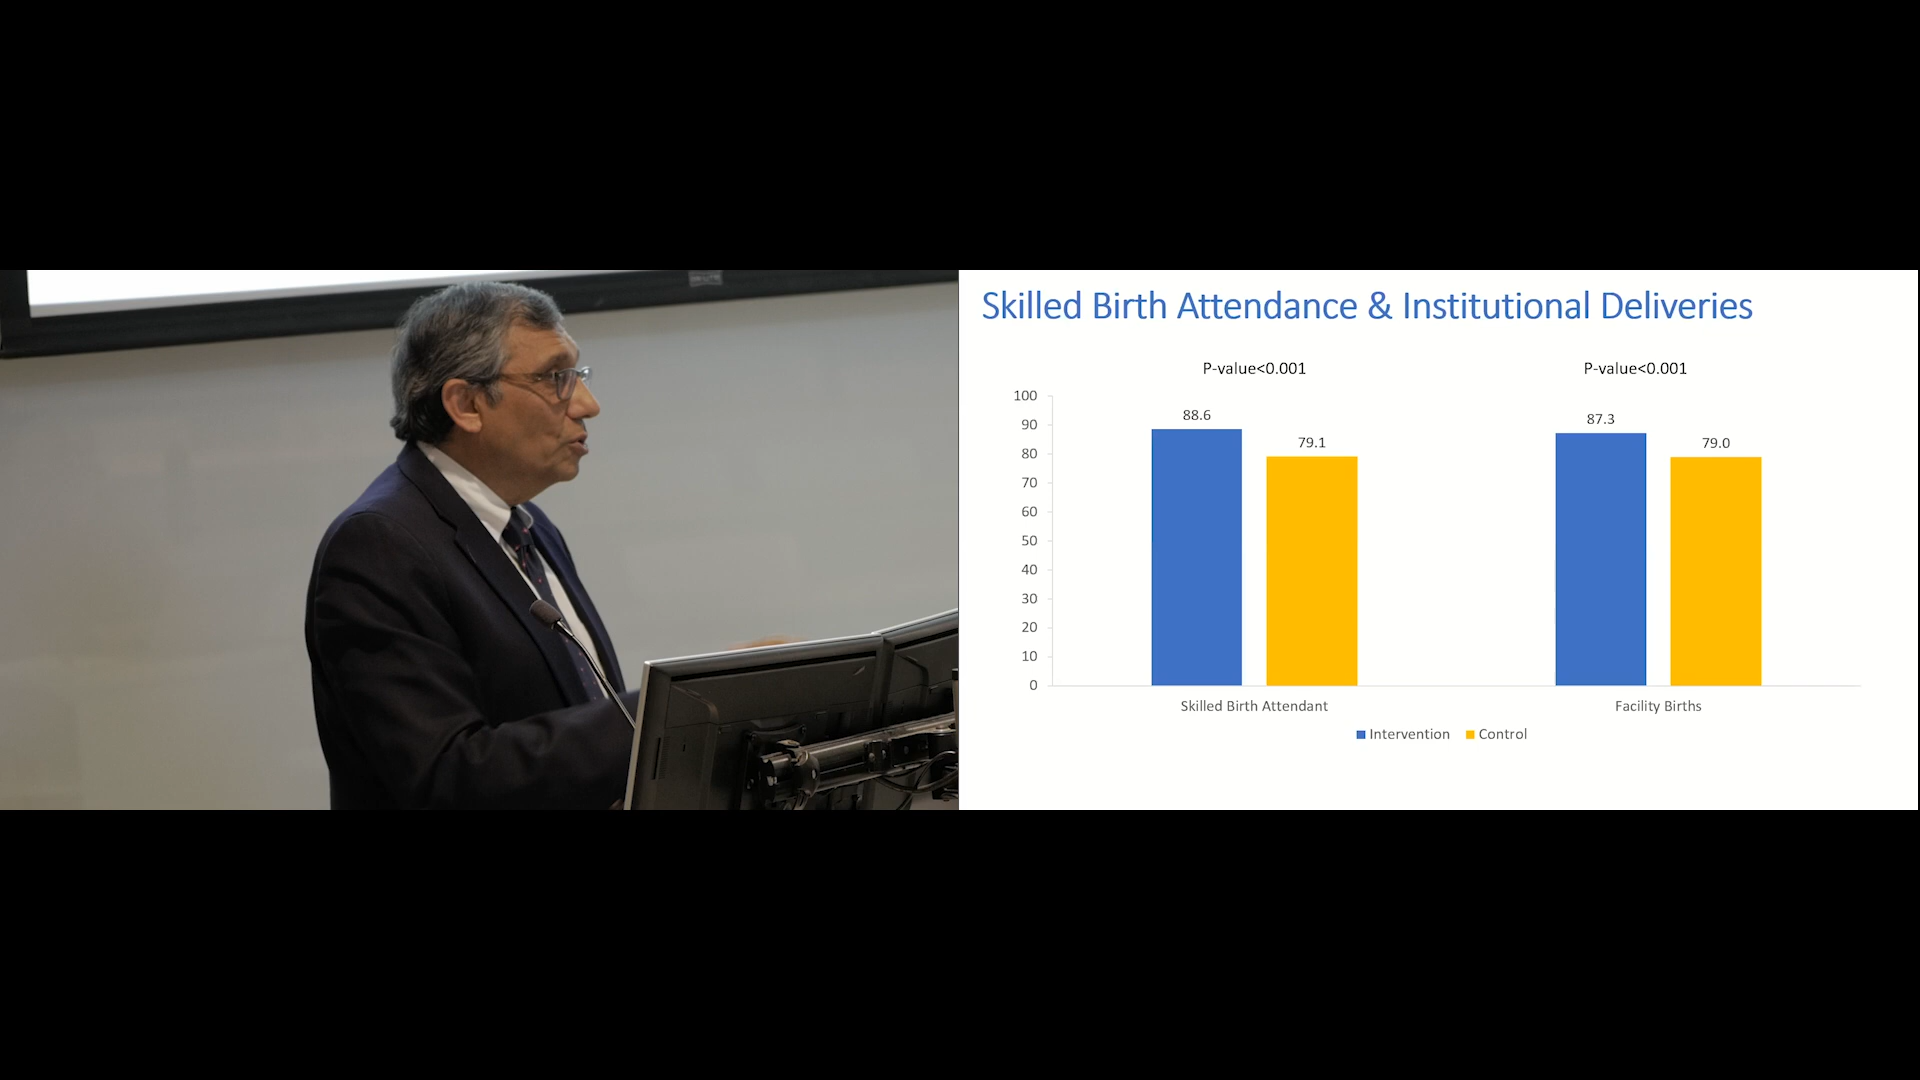 Skilled Birth Attendance & Institutional Deliveries
P-value<0.001
P-value<0.001
100
90
80
70
60
50
40
30
20
10
0
88.6
79.1
87.3
79.0
Skilled Birth Attendant
Facility Births
Intervention
Control